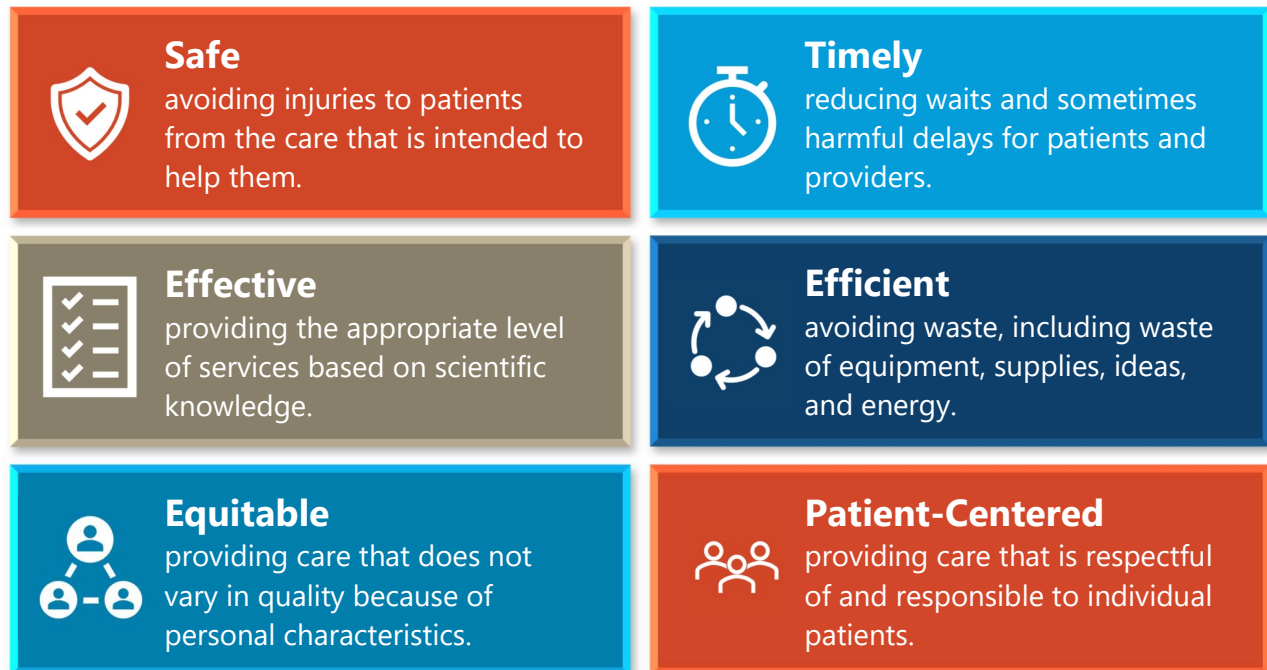 Safe
avoiding injuries to patients
from the care that is intended to
help them.
Timely
reducing waits and sometimes
harmful delays for patients and
providers.
Effective
providing the appropriate level
of services based on scientific
knowledge.
Efficient
avoiding waste, including waste
of equipment, supplies, ideas,
and energy.
Equitable
providing care that does not
vary in quality because of
personal characteristics.
Patient-Centered
providing care that is respectful
of and responsible to individual
patients.